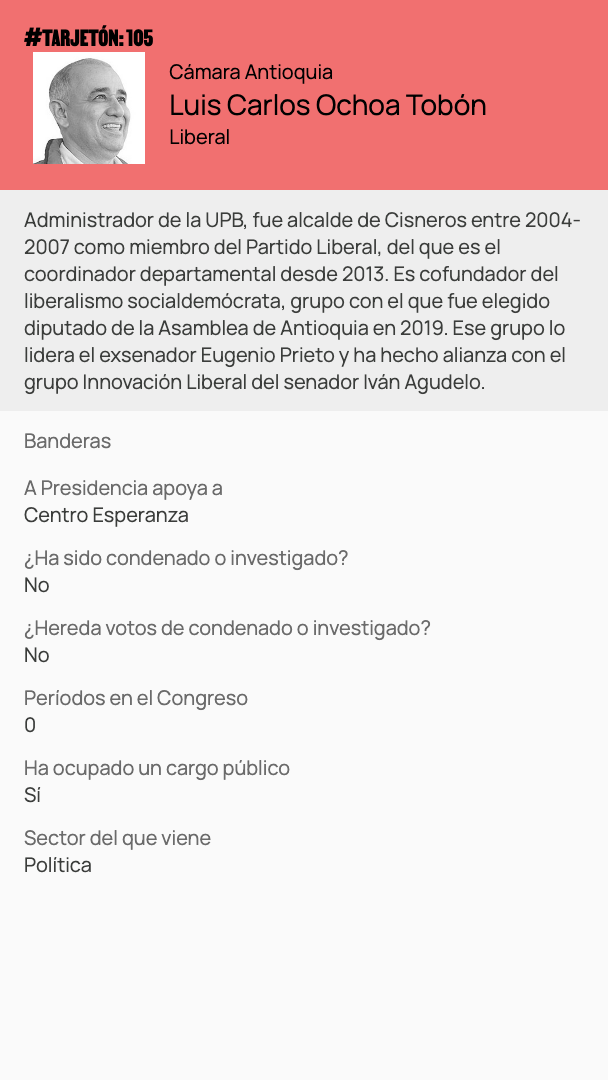 #TARJETÓN: 105
Cámara Antioquia
Luis Carlos Ochoa Tobón
Liberal
Administrador de la UPB, fue alcalde de Cisneros entre 2004-
2007 como miembro del Partido Liberal, del que es el
coordinador departamental desde 2013. Es cofundador del
liberalismo socialdemócrata, grupo con el que fue elegido
diputado de la Asamblea de Antioquia en 2019. Ese grupo lo
lidera el exsenador Eugenio Prieto y ha hecho alianza con el
grupo Innovación Liberal del senador Iván Agudelo.
Banderas
A Presidencia apoya a
Centro Esperanza
¿Ha sido condenado o investigado?
No
¿Hereda votos de condenado o investigado?
No
Períodos en el Congreso
0
Ha ocupado un cargo público
Sí
Sector del que viene
Política